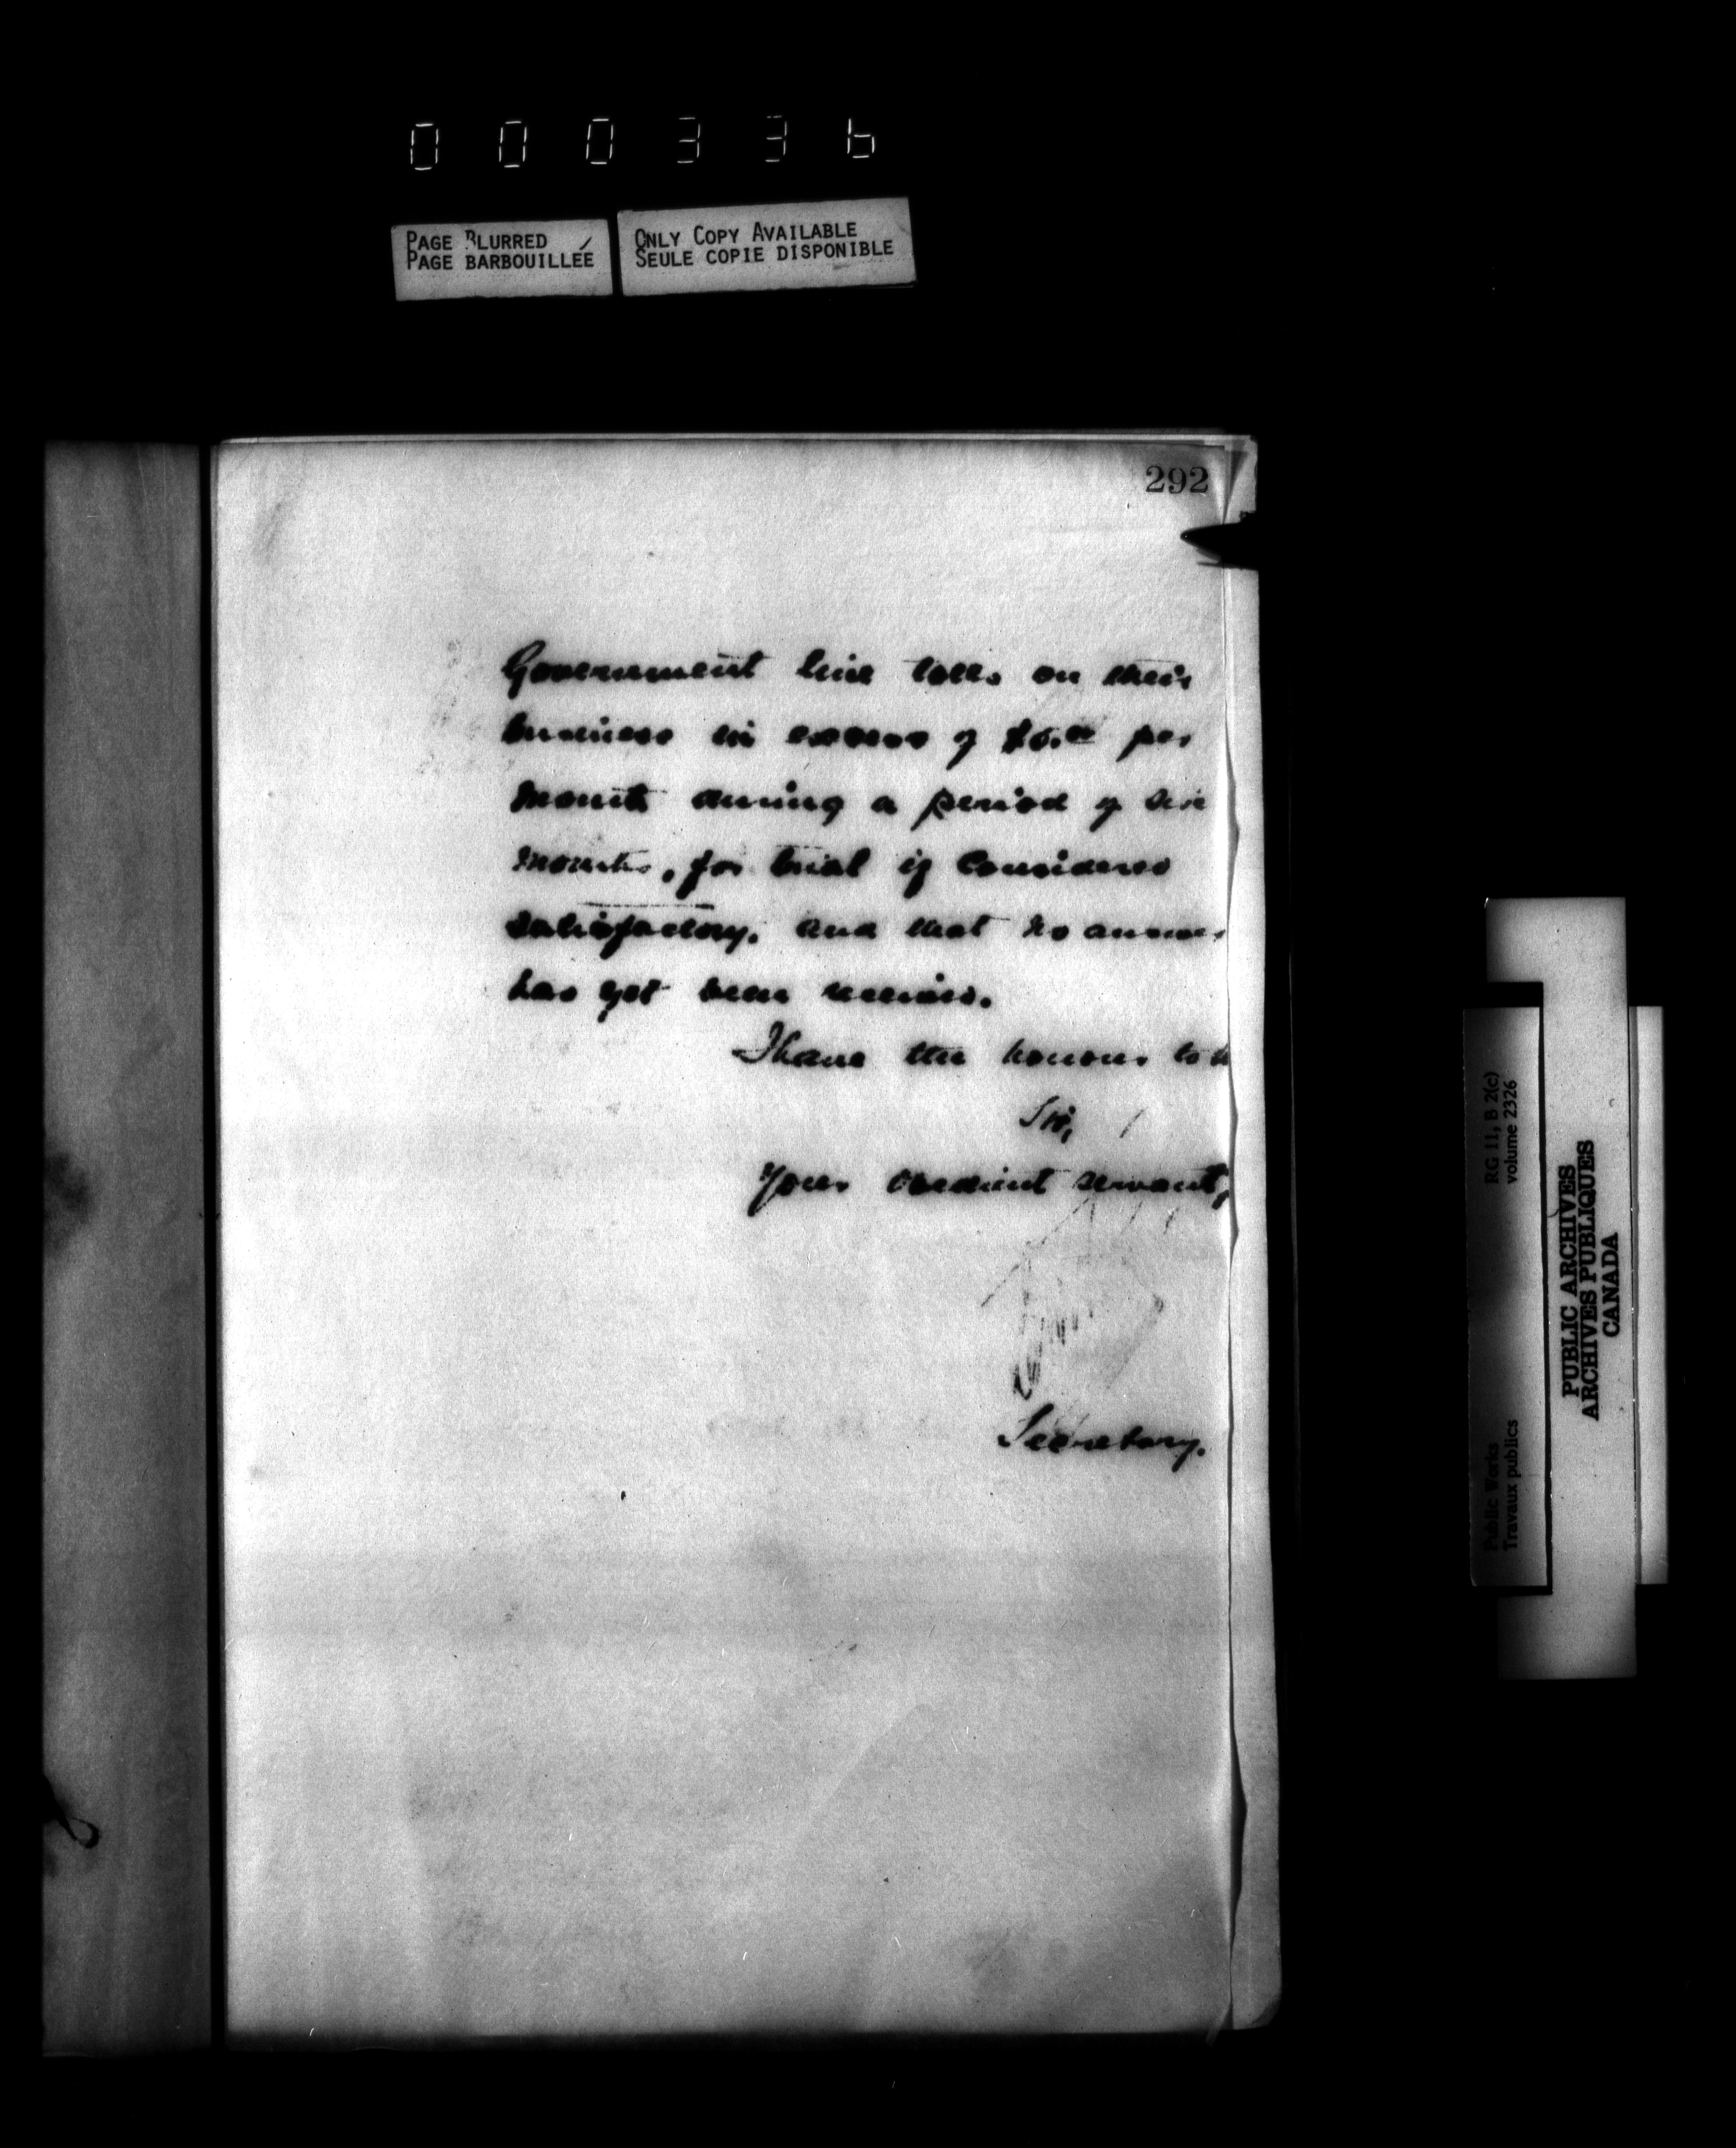 000336
PAGE BLURRED
PAGE BARBOUILLÉE
ONLY COPY AVAILABLE
SEULE COPIE DISPONIBLE
292
Government line tolls on their
business in excess of per
month during a period of six
months, for trial if considered
satisfactory. And that no answer
has yet been received.
I have the honour to be
Sir,
Your obedient servant,
Secretary.
RG 11, B 2(c)
volume 2326
Public Works
Travaux publics
PUBLIC ARCHIVES
ARCHIVES PUBLIQUES
CANADA